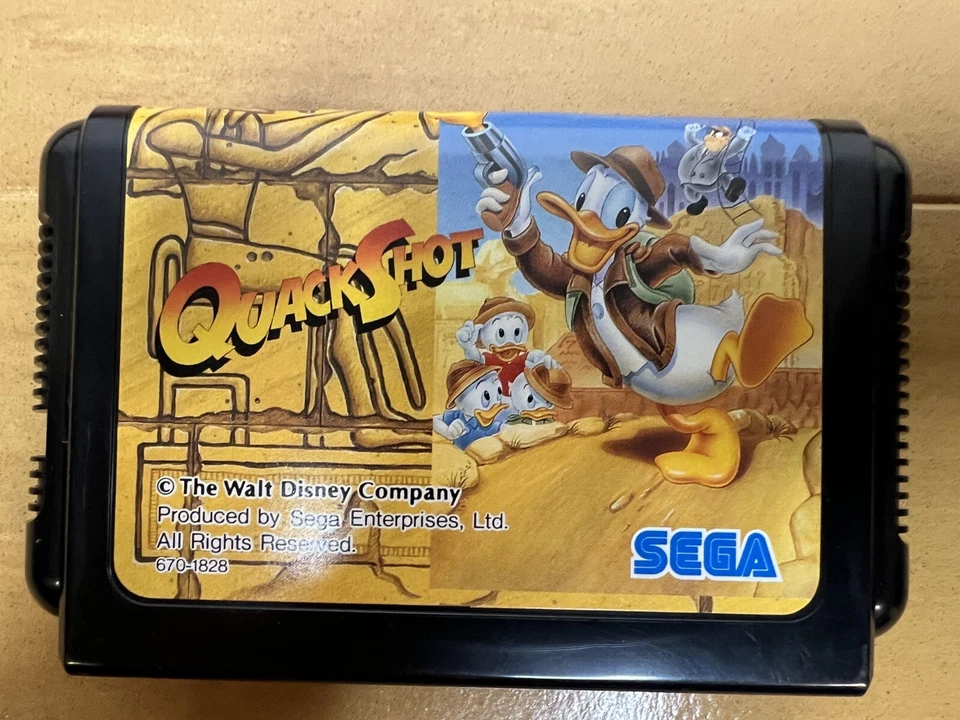 QUACKSHOT
© The Walt Disney Company
Produced by Sega Enterprises, Ltd.
All Rights Reserved.
670-1828
SEGA